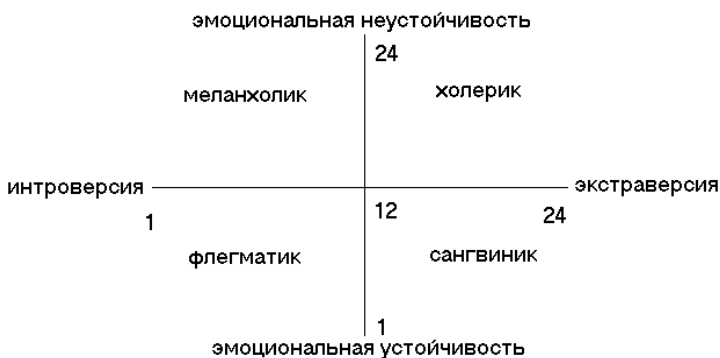 эмоциональная неустойчивость
24
меланхолик
холерик
интроверсия
экстраверсия
1
12
24
флегматик
сангвиник
1
эмоциональная устойчивость